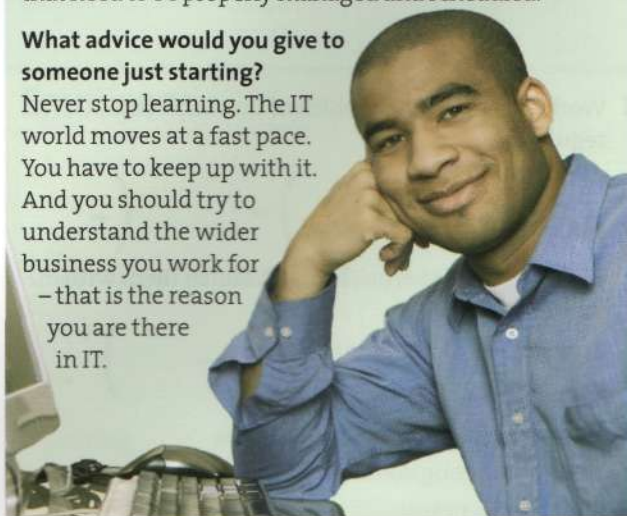 What advice would you give to
someone just starting?
Never stop learning. The IT
world moves at a fast pace.
You have to keep up with it.
And you should try to
understand the wider
business you work for
– that is the reason
you are there
in IT.